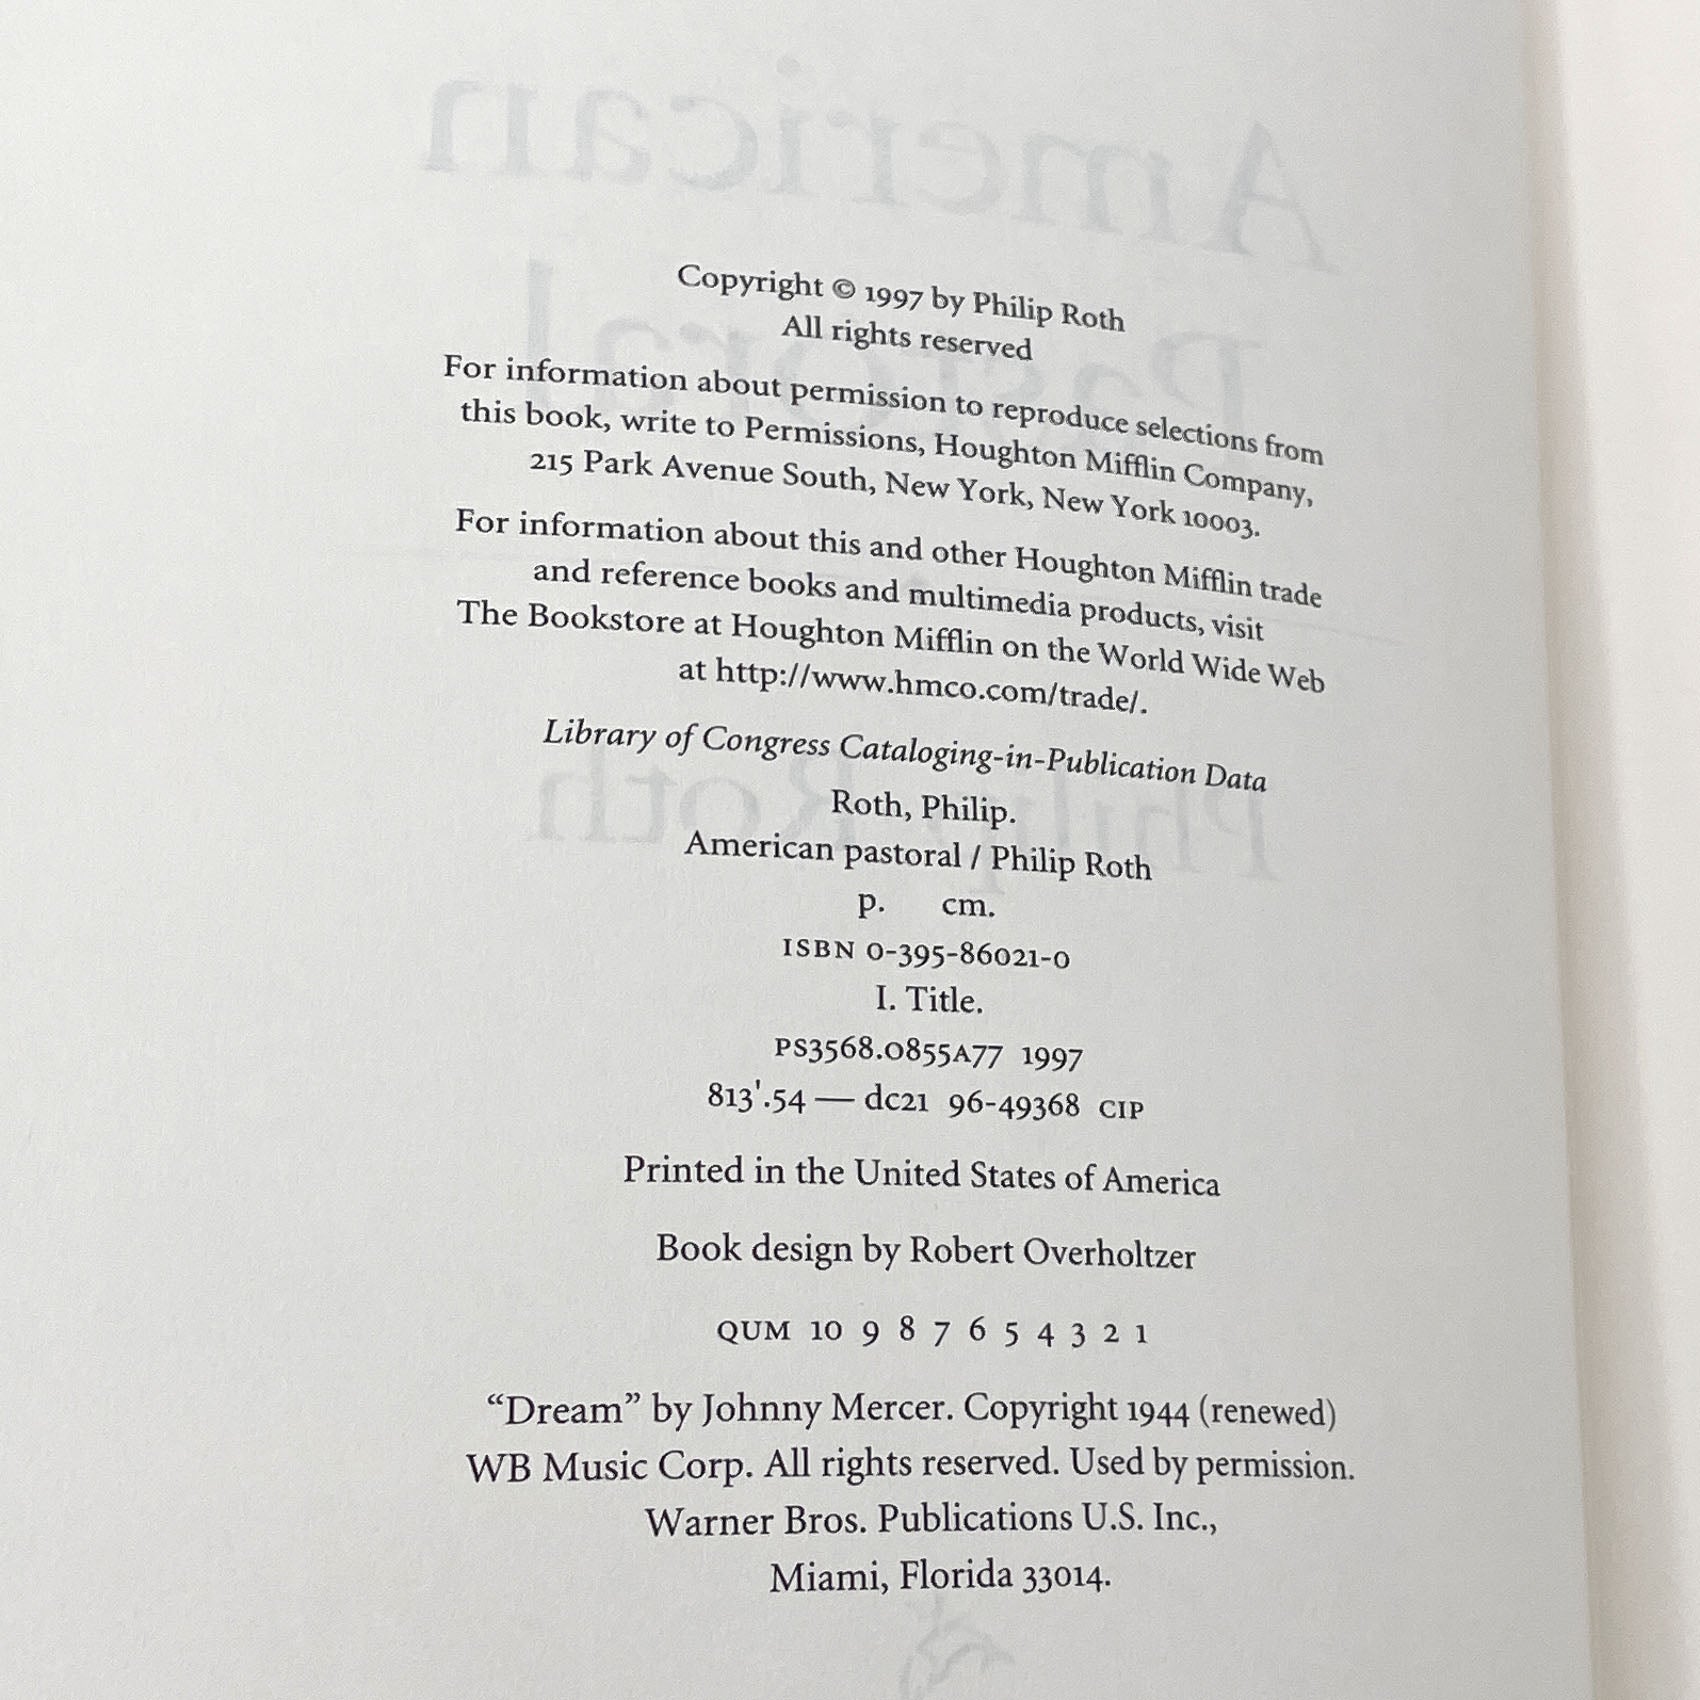 Copyright © 1997 by Philip Roth
All rights reserved
For information about permission to reproduce selections from
this book, write to Permissions, Houghton Mifflin Company,
215 Park Avenue South, New York, New York 10003.
For information about this and other Houghton Mifflin trade
and reference books and multimedia products, visit
The Bookstore at Houghton Mifflin on the World Wide Web
at http://www.hmco.com/trade/.
Library of Congress Cataloging-in-Publication Data
Roth, Philip.
American pastoral / Philip Roth
p. cm.
ISBN 0-395-86021-0
I. Title.
PS3568.O855A77 1997
813'.54 — dc21 96-49368 CIP
Printed in the United States of America
Book design by Robert Overholtzer
QUM 10 9 8 7 6 5 4 3 2 1
“Dream” by Johnny Mercer. Copyright 1944 (renewed)
WB Music Corp. All rights reserved. Used by permission.
Warner Bros. Publications U.S. Inc.,
Miami, Florida 33014.